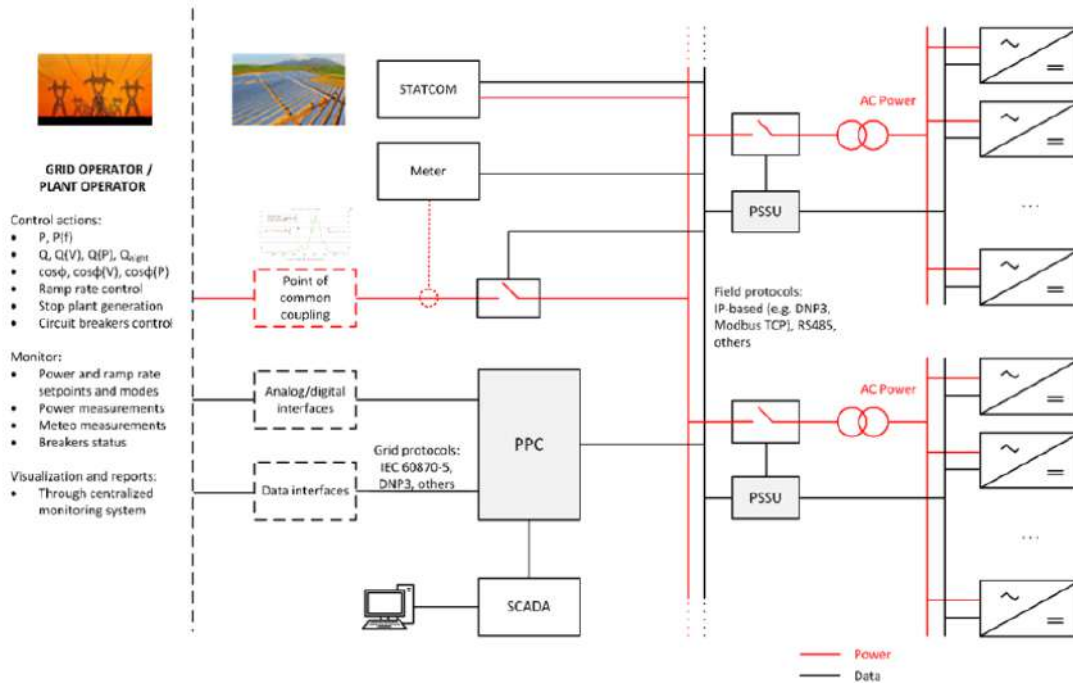 GRID OPERATOR /
PLANT OPERATOR
Control actions:
• P, P(f)
• Q, Q(V), Q(P), Qnight
• cosϕ, cosϕ(V), cosϕ(P)
• Ramp rate control
• Stop plant generation
• Circuit breakers control
Monitor:
• Power and ramp rate
setpoints and modes
• Power measurements
• Meteo measurements
• Breakers status
Visualization and reports:
• Through centralized
monitoring system
STATCOM
Meter
Point of
common
coupling
Analog/digital
interfaces
Data interfaces
Grid protocols:
IEC 60870-5,
DNP3, others
PPC
SCADA
Field protocols:
IP-based (e.g. DNP3,
Modbus TCP), RS485,
others
AC Power
PSSU
...
AC Power
PSSU
...
Power
Data